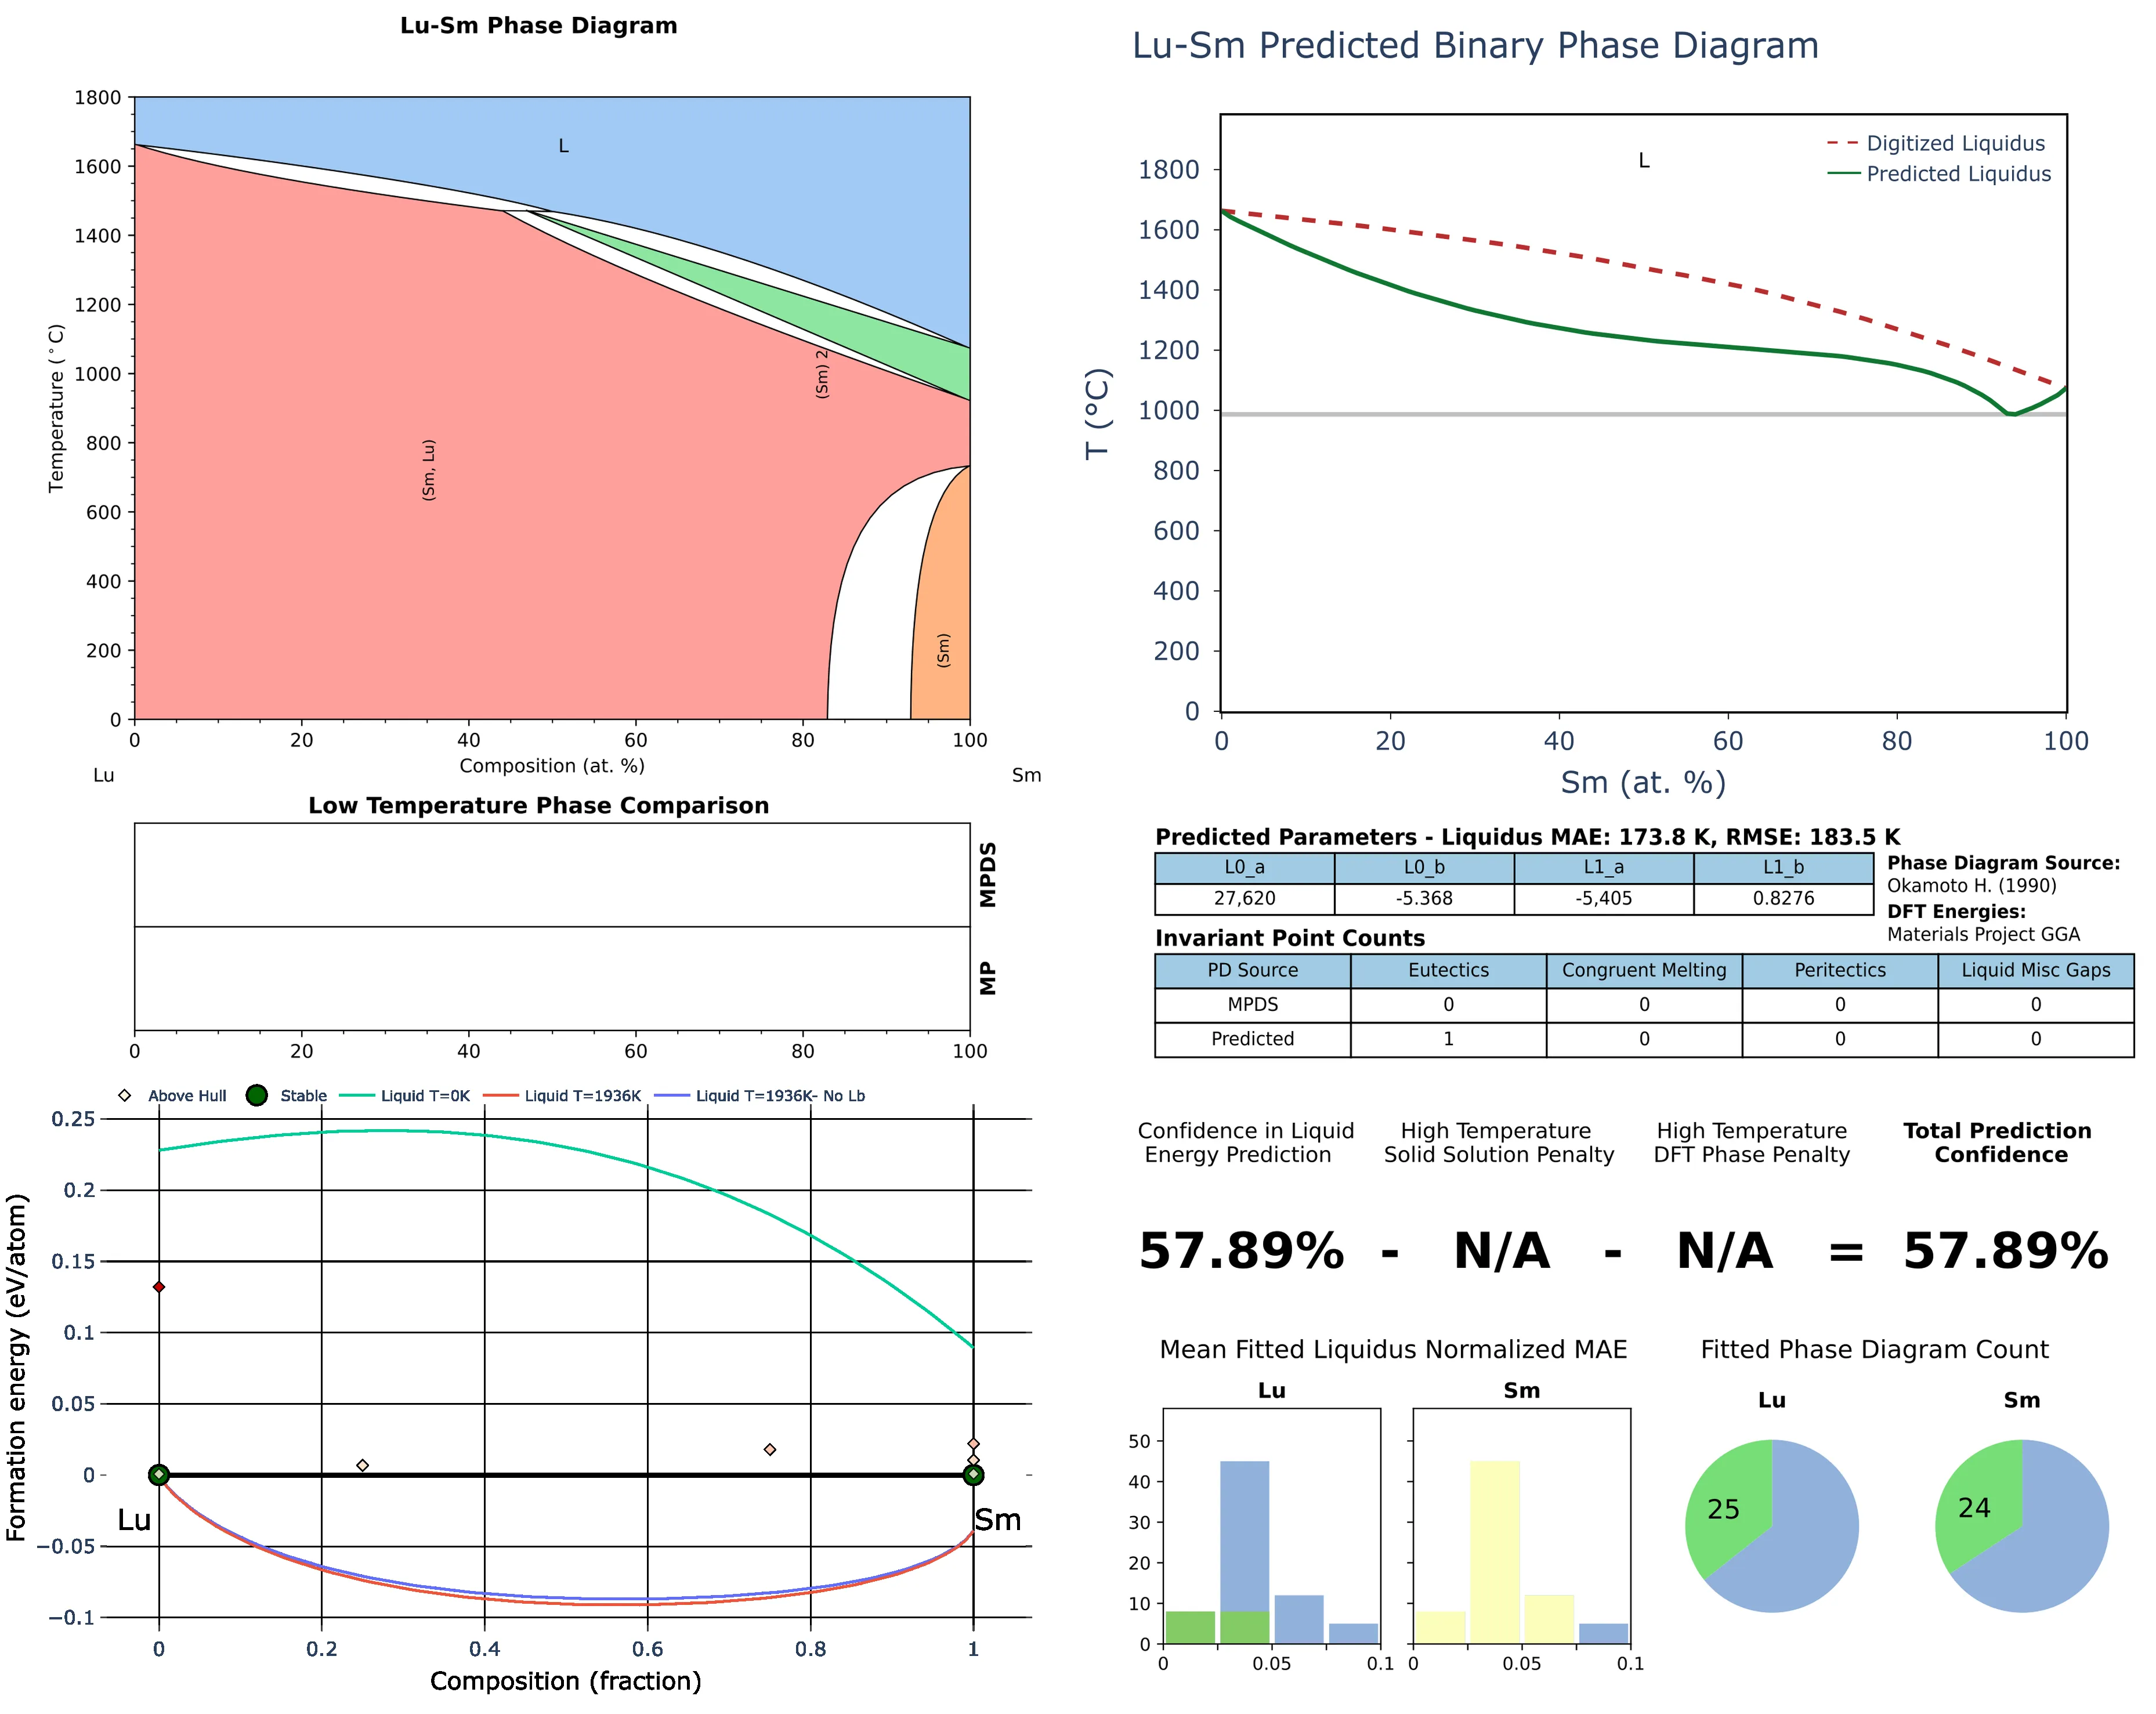 Lu-Sm Phase Diagram
1800
1600
1400
1200
1000
800
600
400
200
0
Temperature (°C)
L
(Sm) 2
(Sm, Lu)
(Sm)
0 20 40 60 80 100
Composition (at. %)
Lu Sm
Low Temperature Phase Comparison
MPDS
MP
0 20 40 60 80 100
Above Hull Stable Liquid T=0K Liquid T=1936K Liquid T=1936K- No Lb
0.25
0.2
0.15
0.1
0.05
0
−0.05
−0.1
Formation energy (eV/atom)
Lu Sm
0 0.2 0.4 0.6 0.8 1
Composition (fraction)
Lu-Sm Predicted Binary Phase Diagram
1800
1600
1400
1200
1000
800
600
400
200
0
T (°C)
L
Digitized Liquidus
Predicted Liquidus
0 20 40 60 80 100
Sm (at. %)
Predicted Parameters - Liquidus MAE: 173.8 K, RMSE: 183.5 K
L0_a L0_b L1_a L1_b
27,620 -5.368 -5,405 0.8276
Phase Diagram Source:
Okamoto H. (1990)
DFT Energies:
Materials Project GGA
Invariant Point Counts
PD Source Eutectics Congruent Melting Peritectics Liquid Misc Gaps
MPDS 0 0 0 0
Predicted 1 0 0 0
Confidence in Liquid
Energy Prediction
High Temperature
Solid Solution Penalty
High Temperature
DFT Phase Penalty
Total Prediction
Confidence
57.89% - N/A - N/A = 57.89%
Mean Fitted Liquidus Normalized MAE
Lu Sm
50
40
30
20
10
0
0 0.05 0.1 0 0.05 0.1
Fitted Phase Diagram Count
Lu Sm
25 24